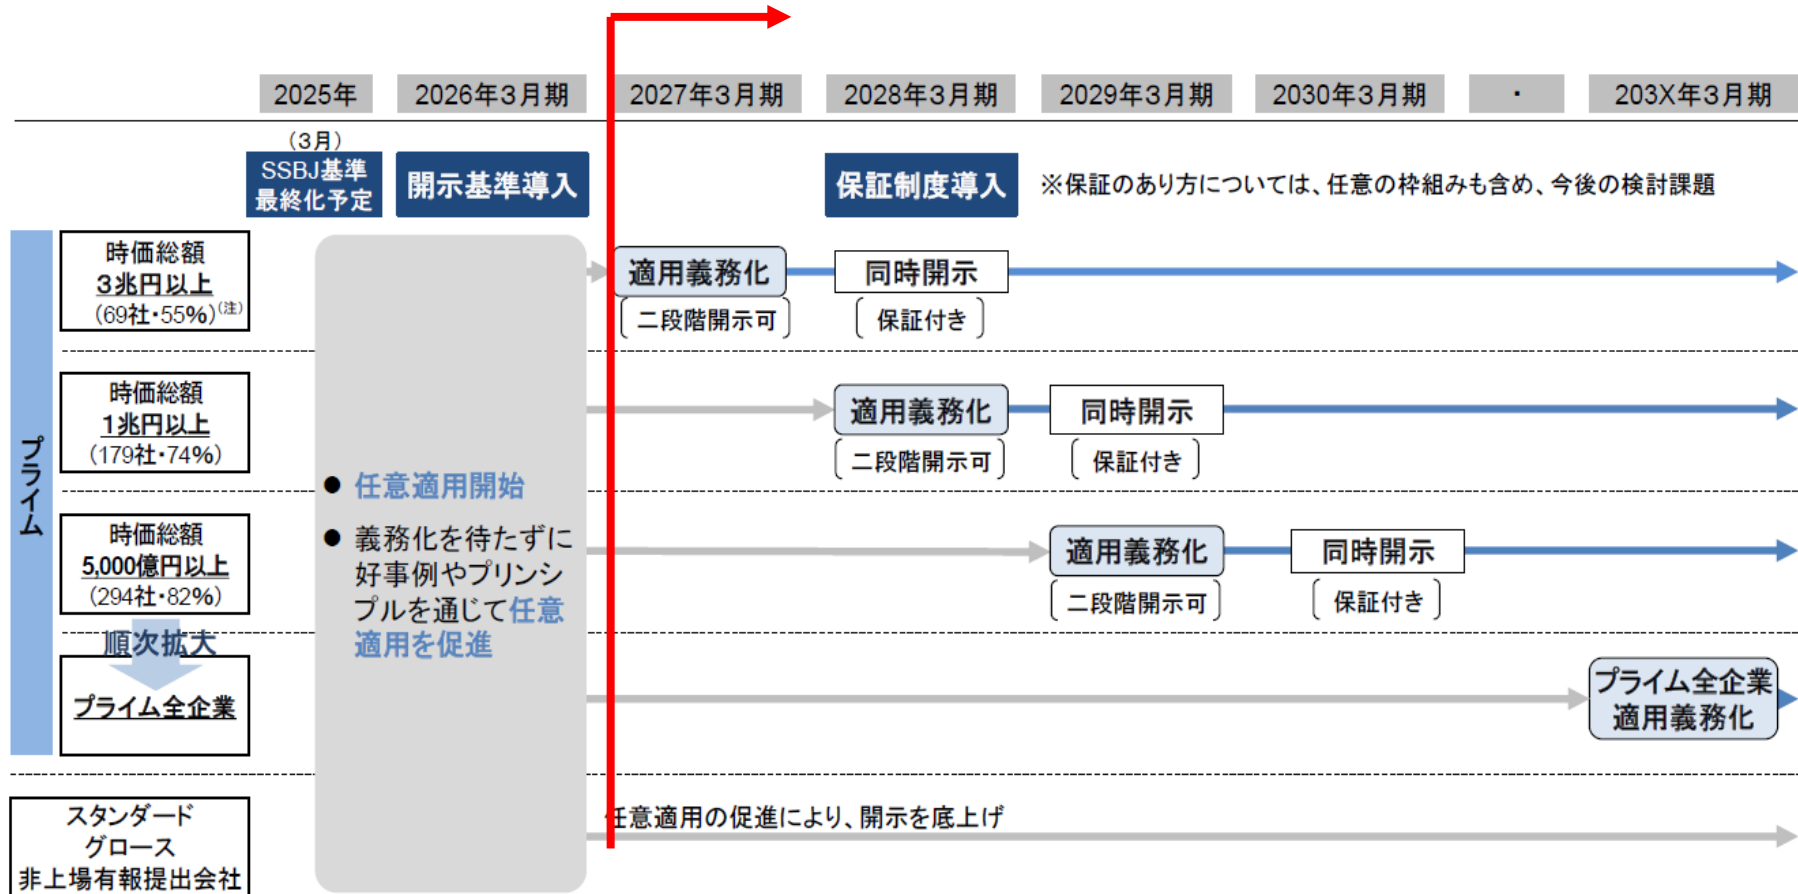 2025年
2026年3月期
2027年3月期
2028年3月期
2029年3月期
2030年3月期
・
203X年3月期
(3月)
SSBJ基準
最終化予定
開示基準導入
保証制度導入
※保証のあり方については、任意の枠組みも含め、今後の検討課題
プライム
時価総額
3兆円以上
(69社・55%)(注)
適用義務化
同時開示
二段階開示可
保証付き
時価総額
1兆円以上
(179社・74%)
適用義務化
同時開示
二段階開示可
保証付き
● 任意適用開始
● 義務化を待たずに
好事例やプリンシ
プルを通じて任意
適用を促進
時価総額
5,000億円以上
(294社・82%)
適用義務化
同時開示
二段階開示可
保証付き
順次拡大
プライム全企業
プライム全企業
適用義務化
スタンダード
グロース
非上場有報提出会社
任意適用の促進により、開示を底上げ